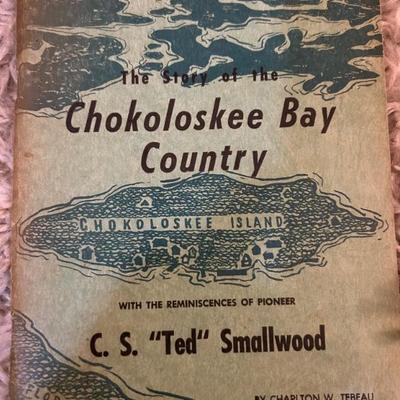 The Story of the
Chokoloskee Bay
Country
CHOKOLOSKEE ISLAND
WITH THE REMINISCENCES OF PIONEER
C. S. "Ted" Smallwood
BY CHARLTON W. TEBEAU